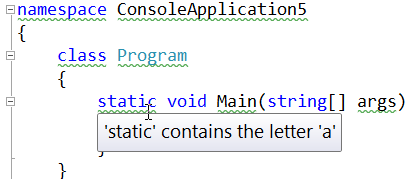 namespace ConsoleApplication5
{
class Program
{
static void Main(string[] args)
'static' contains the letter 'a'
}
}